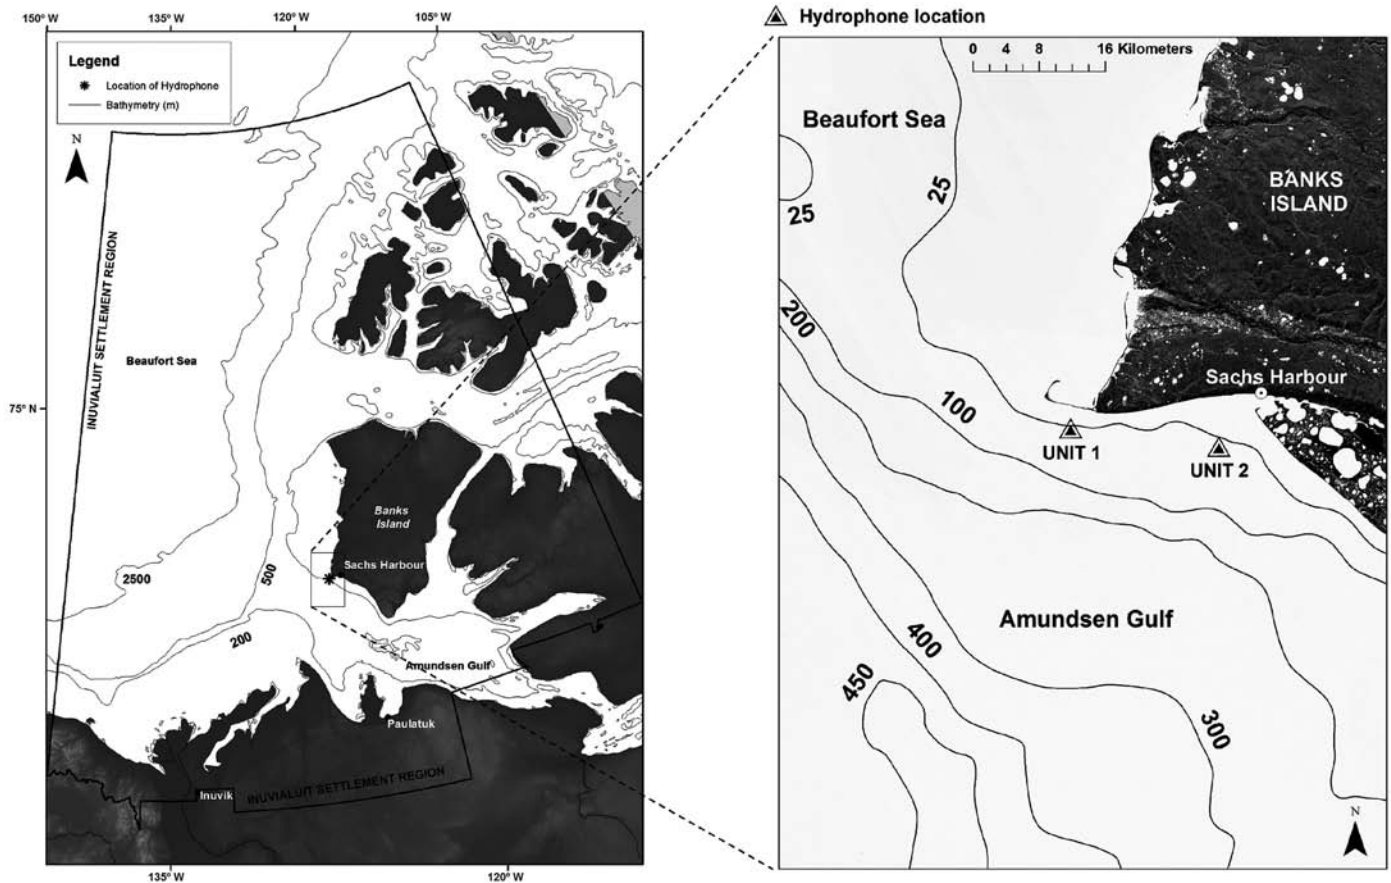 150° W
135° W
120° W
105° W
Legend
Location of Hydrophone
Bathymetry (m)
N
INUVIALUIT SETTLEMENT REGION
Beaufort Sea
75° N
Banks
Island
Sachs Harbour
2500
500
200
Amundsen Gulf
Paulatuk
INUVIALUIT SETTLEMENT REGION
Inuvik
135° W
120° W
Hydrophone location
0 4 8 16 Kilometers
Beaufort Sea
25
25
BANKS
ISLAND
200
Sachs Harbour
100
UNIT 1
UNIT 2
Amundsen Gulf
400
450
300
N